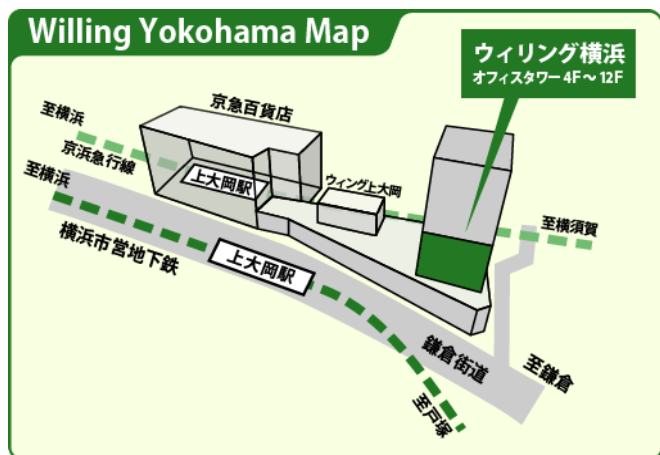 Willing Yokohama Map
ウィリング横浜
オフィスタワー 4F～12F
京急百貨店
至横浜
京浜急行線
上大岡駅
ウィング上大岡
至横浜
至横須賀
横浜市営地下鉄
上大岡駅
鎌倉街道
至鎌倉
至戸塚